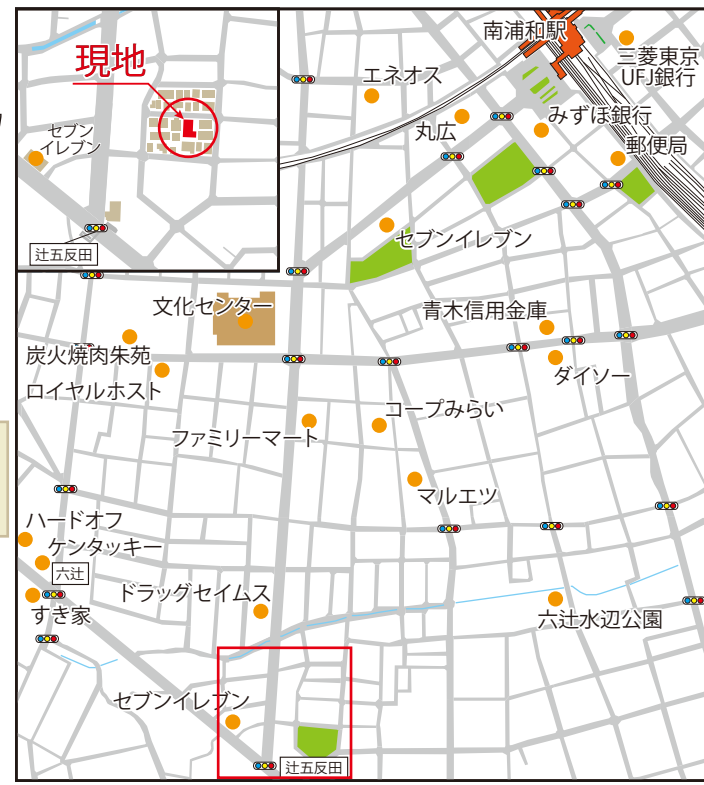 南浦和駅
三菱東京
UFJ銀行
現地
エネオス
みずほ銀行
丸広
郵便局
セブン
イレブン
セブンイレブン
辻五反田
文化センター
青木信用金庫
炭火焼肉朱苑
ダイソー
ロイヤルホスト
コープみらい
ファミリーマート
マルエツ
ハードオフ
ケンタッキー
六辻
ドラッグセイムス
すき家
六辻水辺公園
セブンイレブン
辻五反田